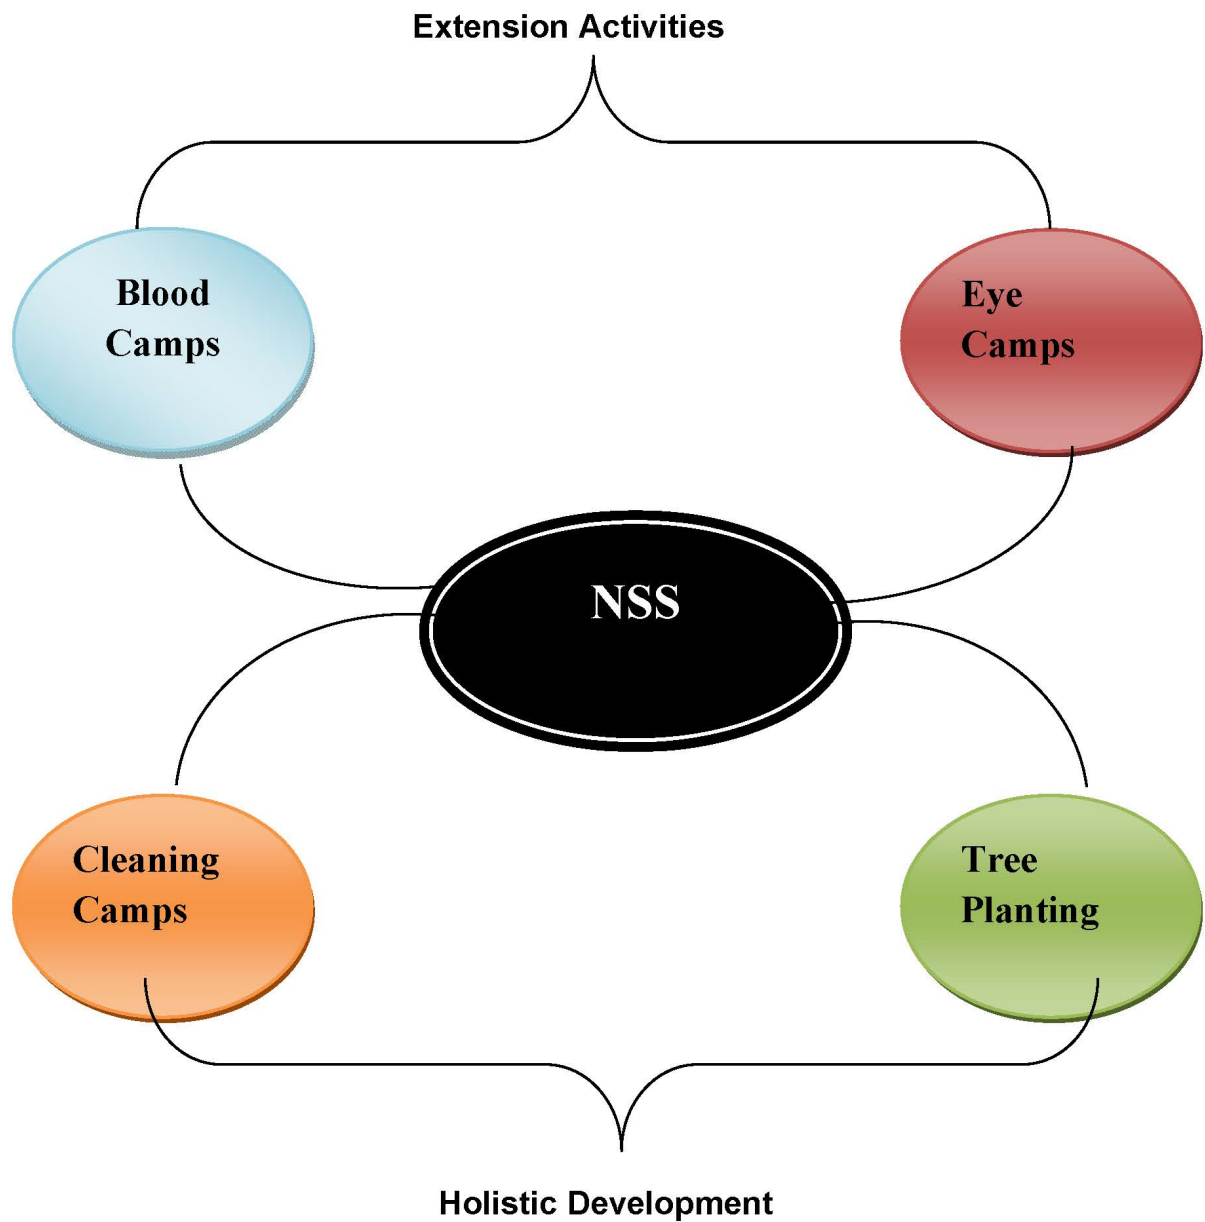 Extension Activities
Blood
Camps
Eye
Camps
NSS
Cleaning
Camps
Tree
Planting
Holistic Development